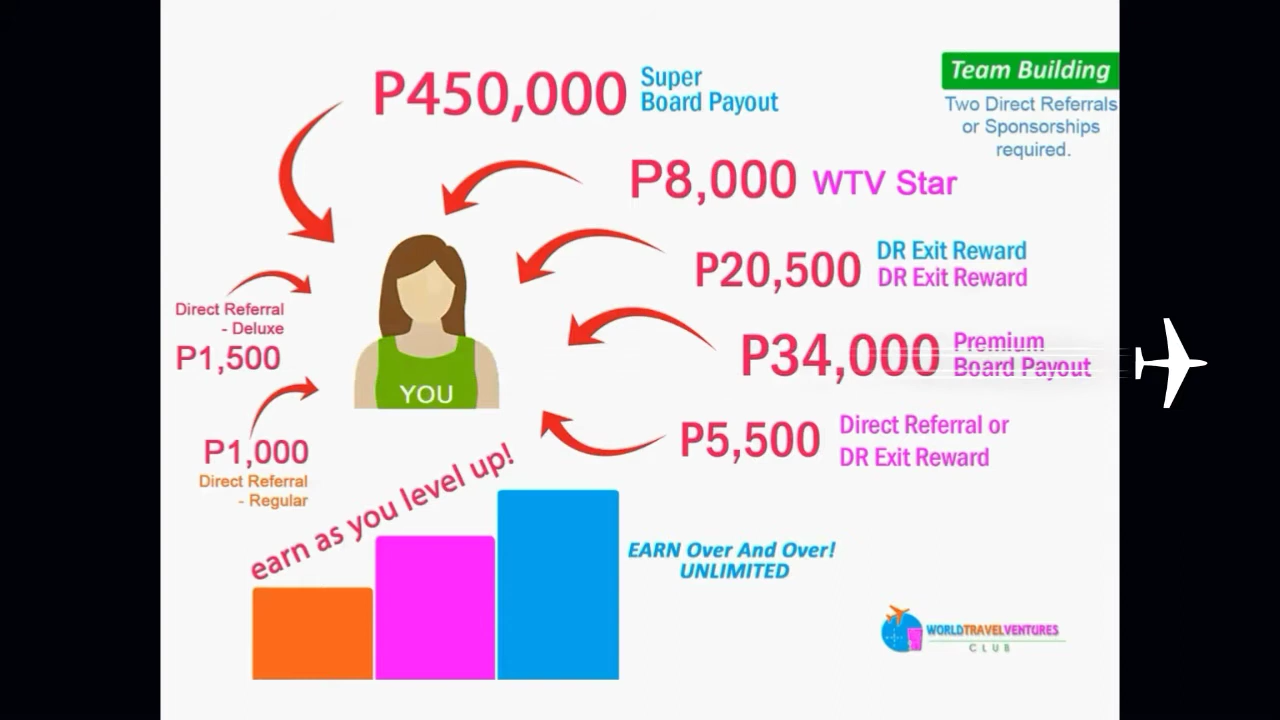 P450,000
Super
Board Payout
Team Building
Two Direct Referrals
or Sponsorships
required.
P8,000 WTV Star
P20,500
DR Exit Reward
DR Exit Reward
Direct Referral
- Deluxe
P1,500
P34,000
Premium
Board Payout
YOU
P5,500
Direct Referral or
DR Exit Reward
P1,000
Direct Referral
- Regular
earn as you level up!
EARN Over And Over!
UNLIMITED
WORLDTRAVELVENTURES
CLUB